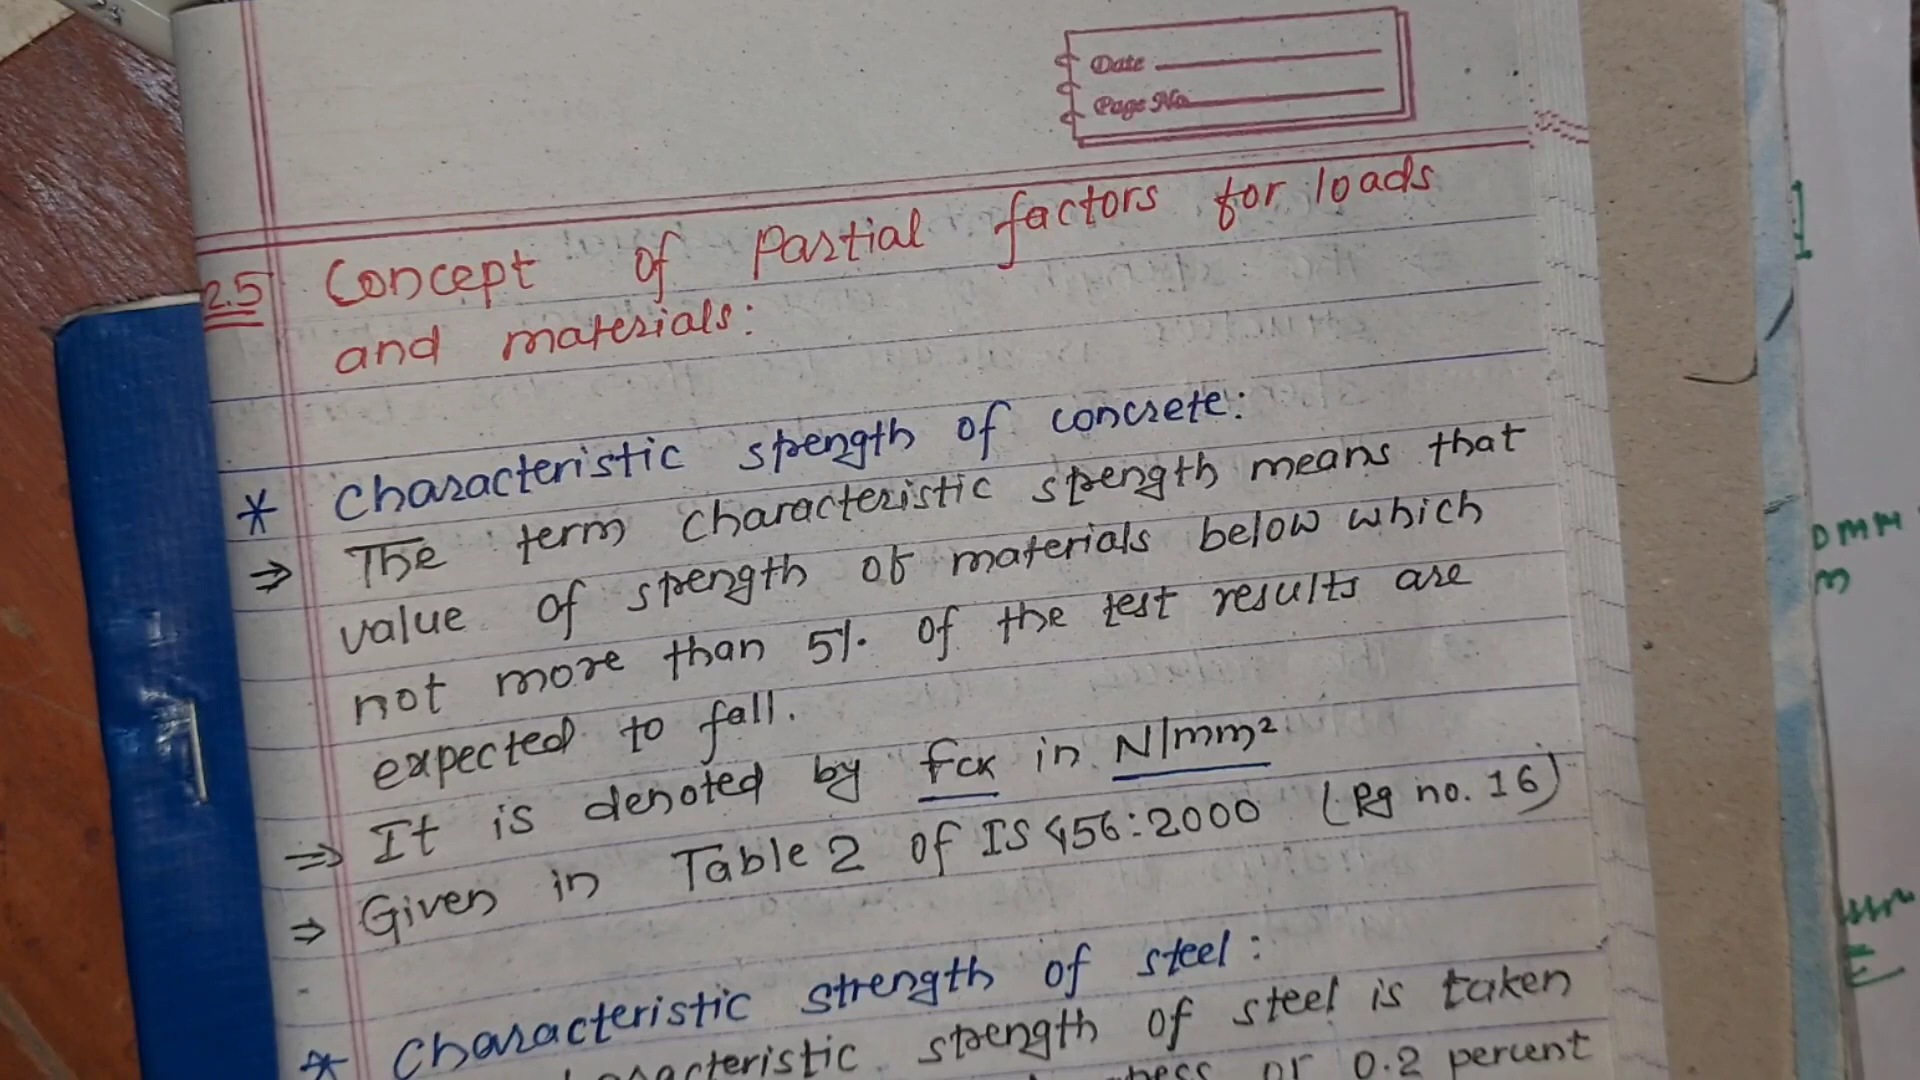 Date
Page No.
2.5 Concept of Partial factors for loads
and materials:
* Characteristic strength of concrete:
⇒ The term characteristic strength means that
value of strength of materials below which
not more than 5%. of the test results are
expected to fall.
⇒ It is denoted by fck in N/mm²
⇒ Given in Table 2 of IS 456:2000 (Pg no. 16)
* Characteristic strength of steel:
strength of steel is taken
or 0.2 percent